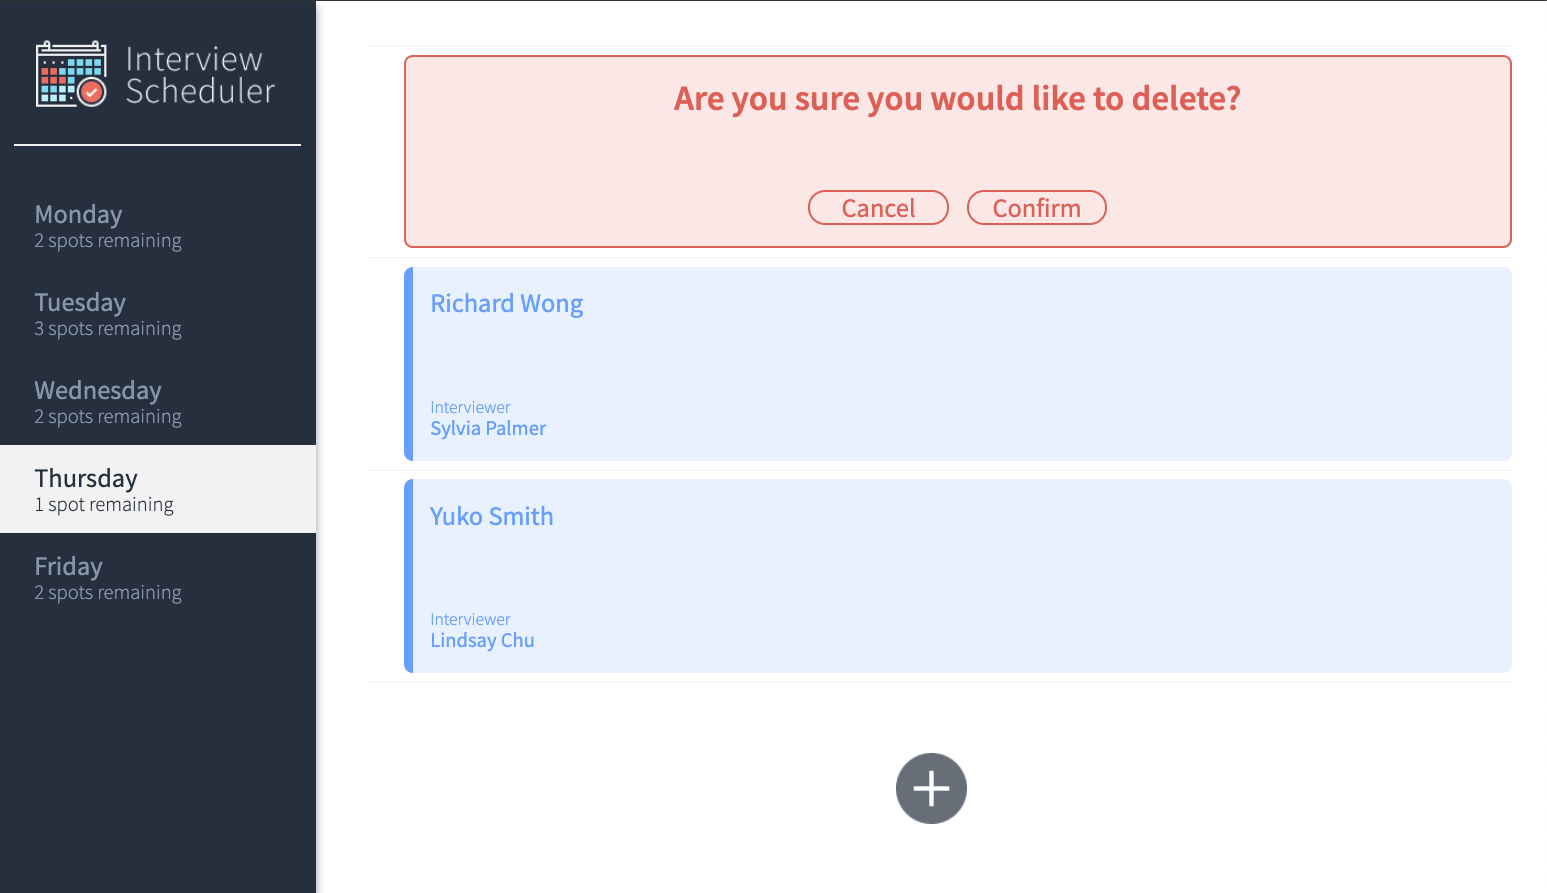 Interview
Scheduler
Monday
2 spots remaining
Tuesday
3 spots remaining
Wednesday
2 spots remaining
Thursday
1 spot remaining
Friday
2 spots remaining
Are you sure you would like to delete?
Cancel
Confirm
Richard Wong
Interviewer
Sylvia Palmer
Yuko Smith
Interviewer
Lindsay Chu